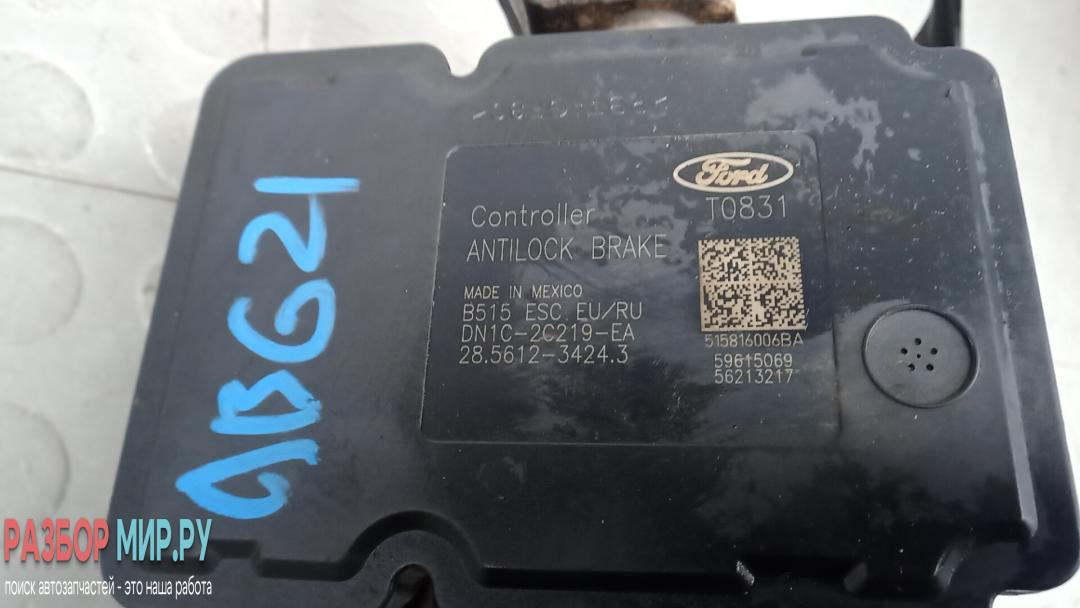 Ford
T0831
Controller
ANTILOCK BRAKE
MADE IN MEXICO
B515 ESC EU/RU
DN1C-2C219-EA
28.5612-3424.3
515816006BA
59615069
56213217
РАЗБОР МИР.РУ
поиск автозапчастей - это наша работа